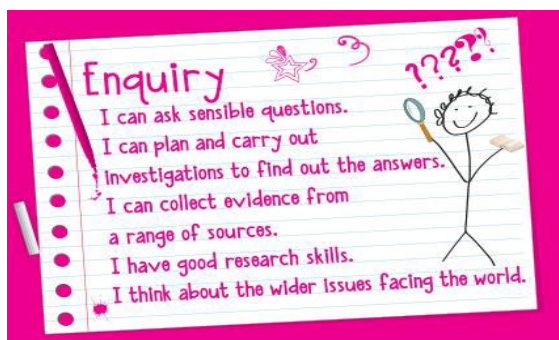 Enquiry
????!
I can ask sensible questions.
I can plan and carry out
investigations to find out the answers.
I can collect evidence from
a range of sources.
I have good research skills.
I think about the wider issues facing the world.